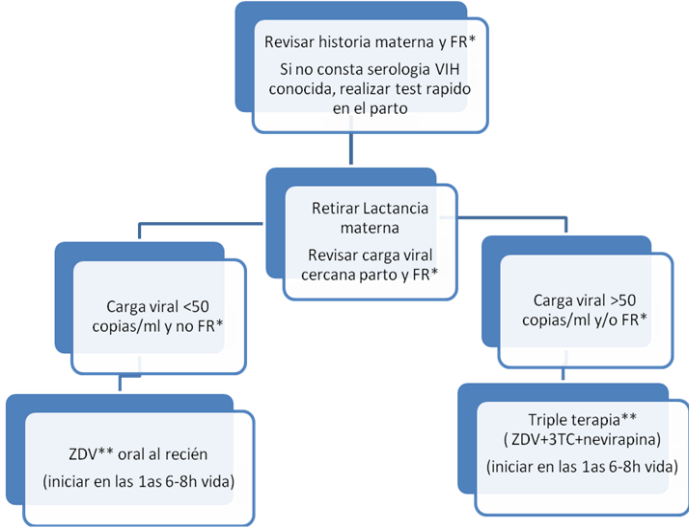 Revisar historia materna y FR*
Si no consta serologia VIH
conocida, realizar test rapido
en el parto
Retirar Lactancia
materna
Revisar carga viral
cercana parto y FR*
Carga viral <50
copias/ml y no FR*
Carga viral >50
copias/ml y/o FR*
ZDV** oral al recién
(iniciar en las 1as 6-8h vida)
Triple terapia**
( ZDV+3TC+nevirapina)
(iniciar en las 1as 6-8h vida)